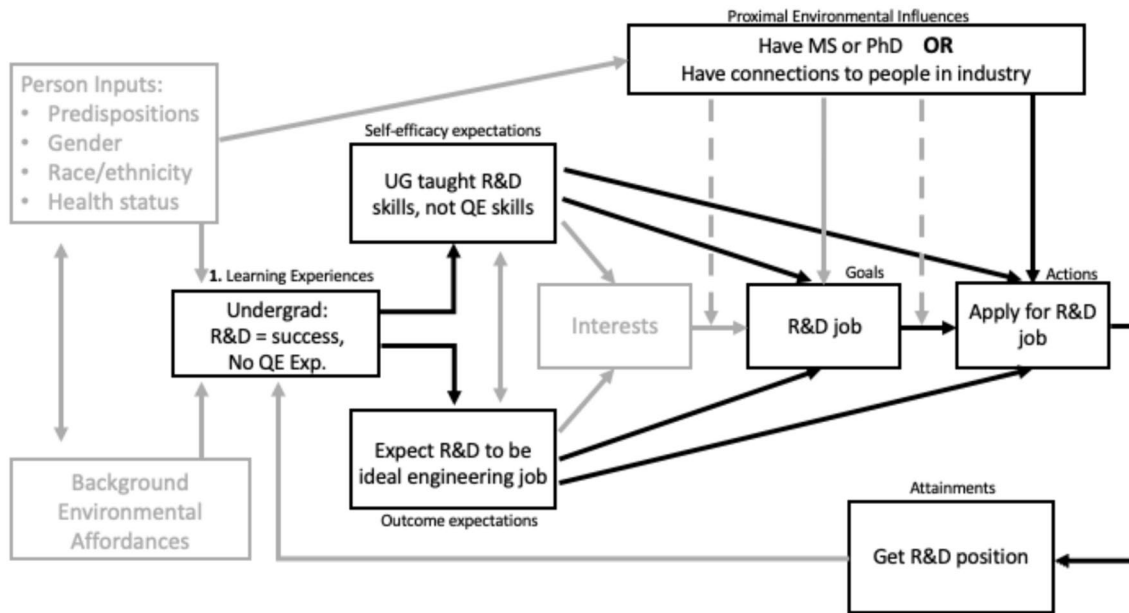 Proximal Environmental Influences
Have MS or PhD OR
Have connections to people in industry
Person Inputs:
• Predispositions
• Gender
• Race/ethnicity
• Health status
Self-efficacy expectations
UG taught R&D
skills, not QE skills
1. Learning Experiences
Undergrad:
R&D = success,
No QE Exp.
Interests
Goals
R&D job
Actions
Apply for R&D
job
Expect R&D to be
ideal engineering job
Outcome expectations
Background
Environmental
Affordances
Attainments
Get R&D position